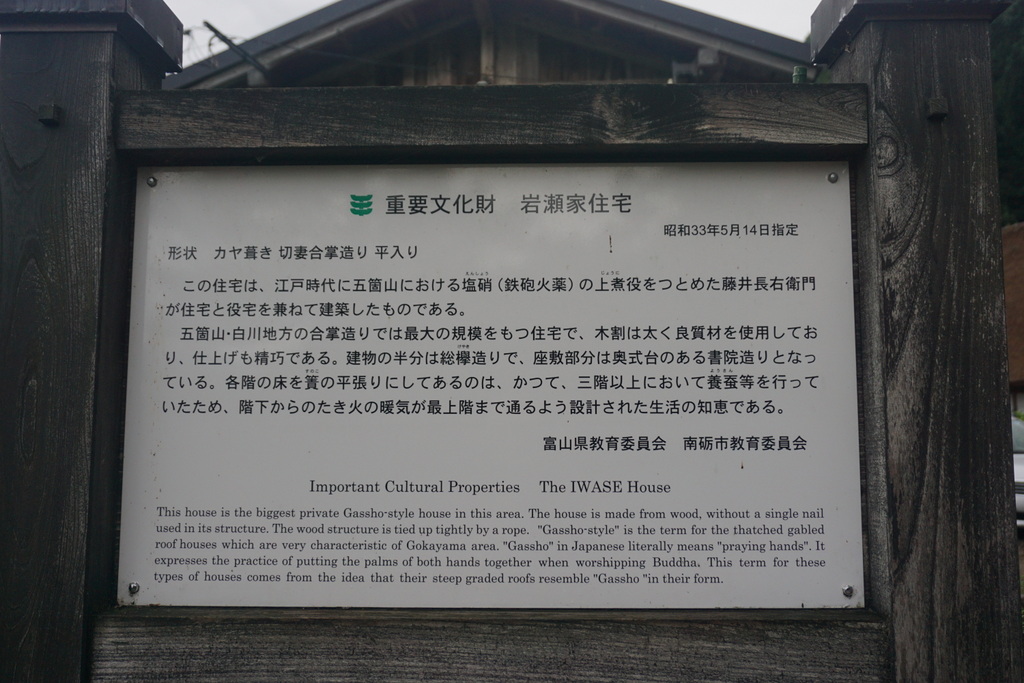 重要文化財　岩瀬家住宅
昭和33年5月14日指定
形状　カヤ葺き 切妻合掌造り 平入り
この住宅は、江戸時代に五箇山における塩硝（鉄砲火薬）の上煮役をつとめた藤井長右衛門
が住宅と役宅を兼ねて建築したものである。
五箇山・白川地方の合掌造りでは最大の規模をもつ住宅で、木割は太く良質材を使用してお
り、仕上げも精巧である。建物の半分は総欅造りで、座敷部分は奥式台のある書院造りとなっ
ている。各階の床を簀の平張りにしてあるのは、かつて、三階以上において養蚕等を行って
いたため、階下からのたき火の暖気が最上階まで通るよう設計された生活の知恵である。
富山県教育委員会　南砺市教育委員会
Important Cultural Properties　The IWASE House
This house is the biggest private Gassho-style house in this area. The house is made from wood, without a single nail
used in its structure. The wood structure is tied up tightly by a rope. "Gassho-style" is the term for the thatched gabled
roof houses which are very characteristic of Gokayama area. "Gassho" in Japanese literally means "praying hands". It
expresses the practice of putting the palms of both hands together when worshipping Buddha. This term for these
types of houses comes from the idea that their steep graded roofs resemble "Gassho "in their form.